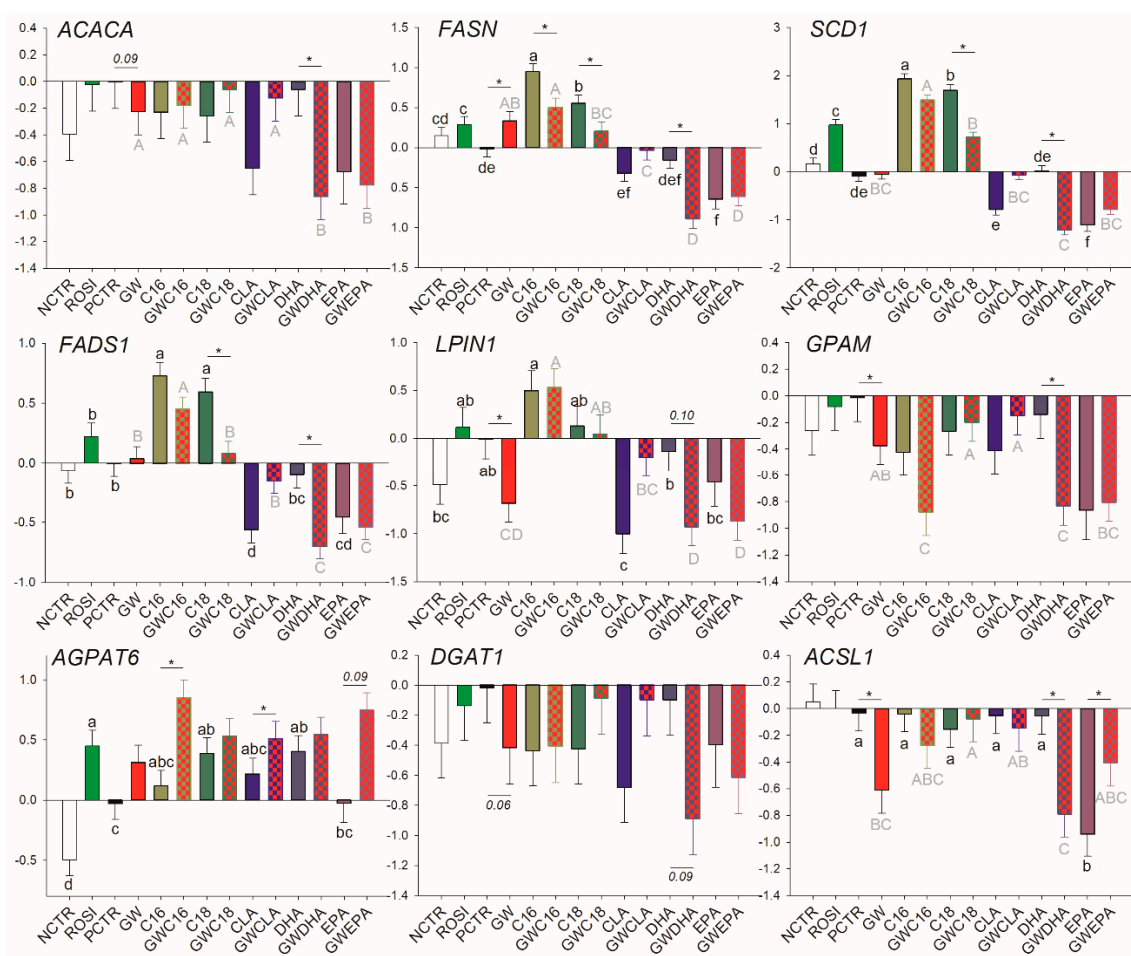 ACACA
0.4
0.2
0.0
-0.2
-0.4
-0.6
-0.8
-1.0
-1.2
-1.4
0.09 *
A A A A B B
NCTR ROSI PCTR GW C16 GWC16 C18 GWC18 CLA GWCLA DHA GWDHA EPA GWEPA
FASN
1.5
1.0
0.5
0.0
0.5
1.0
1.5
* * * *
cd c de AB a A b BC ef C def D f D
NCTR ROSI PCTR GW C16 GWC16 C18 GWC18 CLA GWCLA DHA GWDHA EPA GWEPA
SCD1
3
2
1
0
-1
-2
* *
d c de BC a A b B e BC de C f BC
NCTR ROSI PCTR GW C16 GWC16 C18 GWC18 CLA GWCLA DHA GWDHA EPA GWEPA
FADS1
1.0
0.5
0.0
-0.5
-1.0
* *
b b b B a A a B d B bc C cd C
NCTR ROSI PCTR GW C16 GWC16 C18 GWC18 CLA GWCLA DHA GWDHA EPA GWEPA
LPIN1
1.0
0.5
0.0
-0.5
-1.0
-1.5
* 0.10
bc ab ab CD a A ab AB c BC b D bc D
NCTR ROSI PCTR GW C16 GWC16 C18 GWC18 CLA GWCLA DHA GWDHA EPA GWEPA
GPAM
0.4
0.2
0.0
-0.2
-0.4
-0.6
-0.8
-1.0
-1.2
-1.4
* *
AB C A A C BC
NCTR ROSI PCTR GW C16 GWC16 C18 GWC18 CLA GWCLA DHA GWDHA EPA GWEPA
AGPAT6
1.0
0.5
0.0
-0.5
* * 0.09
d a c abc ab abc ab bc
NCTR ROSI PCTR GW C16 GWC16 C18 GWC18 CLA GWCLA DHA GWDHA EPA GWEPA
DGAT1
0.4
0.2
0.0
-0.2
-0.4
-0.6
-0.8
-1.0
-1.2
-1.4
0.06 0.09
NCTR ROSI PCTR GW C16 GWC16 C18 GWC18 CLA GWCLA DHA GWDHA EPA GWEPA
ACSL1
0.4
0.2
0.0
-0.2
-0.4
-0.6
-0.8
-1.0
-1.2
-1.4
* * *
a BC a ABC a A a AB a C b ABC
NCTR ROSI PCTR GW C16 GWC16 C18 GWC18 CLA GWCLA DHA GWDHA EPA GWEPA